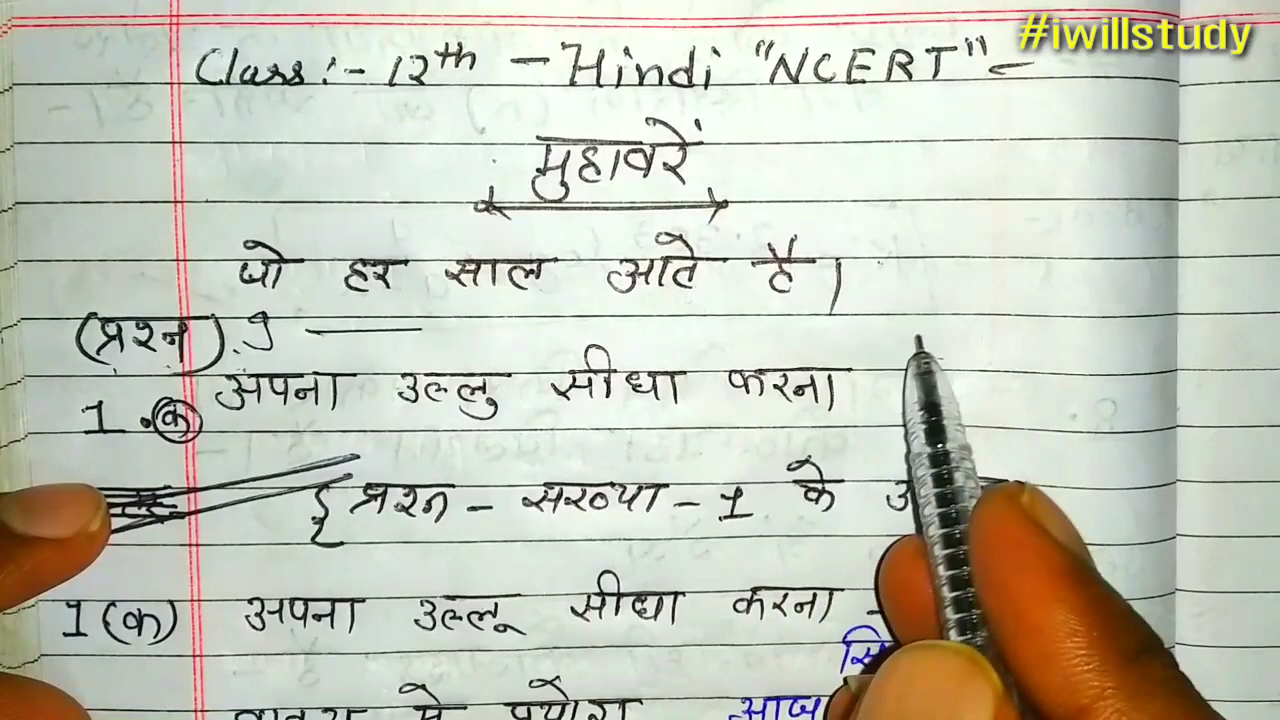 #iwillstudy
Class :- 12th - Hindi "NCERT" -
मुहावरें
जो हर साल आते है।
(प्रश्न).9 ——
1.(क) अपना उल्लु सीधा करना
प्रश्न - संख्या - 1 के
1(क) अपना उल्लू सीधा करना -
वाक्य मे प्रयोग